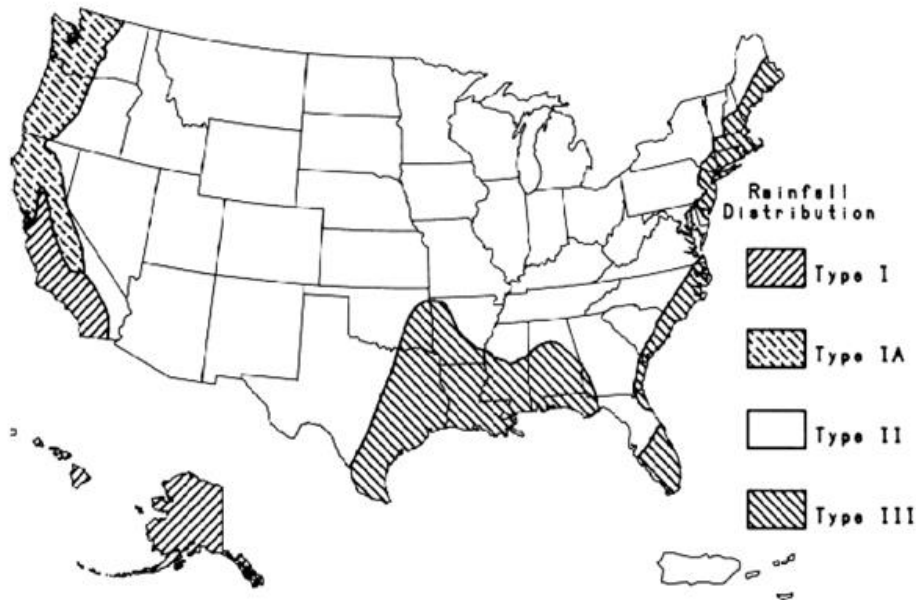 Rainfall
Distribution
Type I
Type IA
Type II
Type III